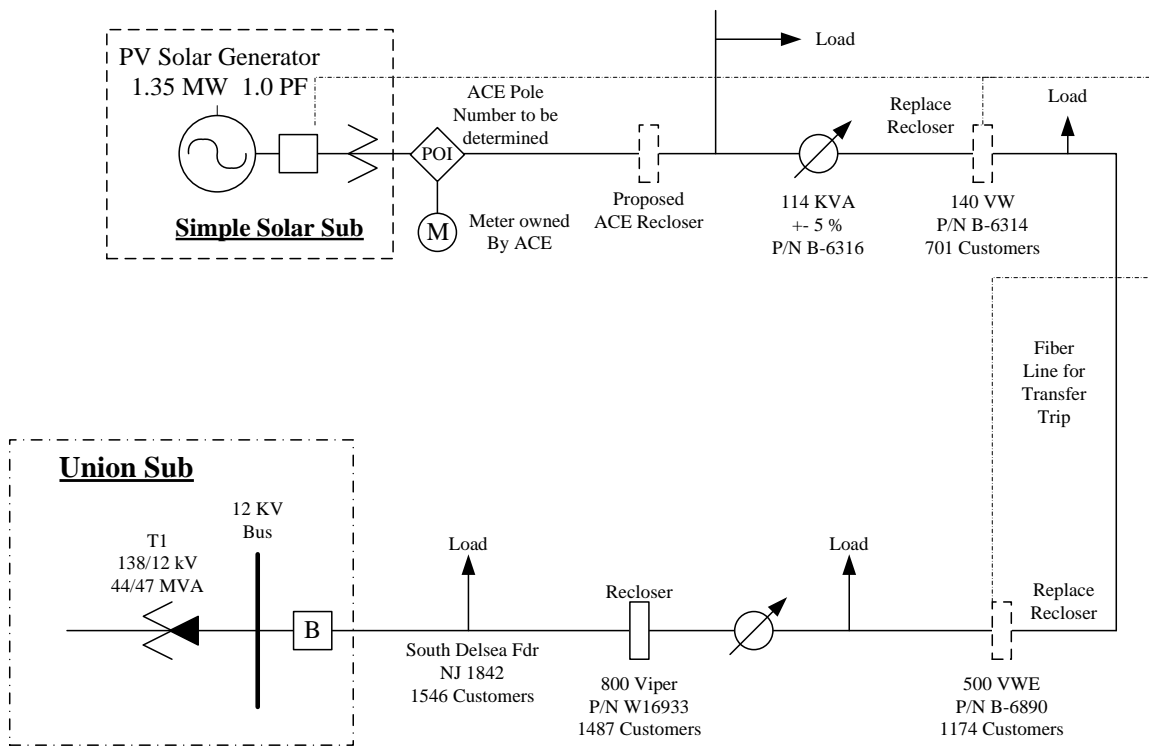 PV Solar Generator
1.35 MW 1.0 PF
Simple Solar Sub
ACE Pole
Number to be
determined
POI
M
Meter owned
By ACE
Proposed
ACE Recloser
Load
114 KVA
+- 5 %
P/N B-6316
Replace
Recloser
140 VW
P/N B-6314
701 Customers
Load
Fiber
Line for
Transfer
Trip
Union Sub
T1
138/12 kV
44/47 MVA
12 KV
Bus
B
Load
South Delsea Fdr
NJ 1842
1546 Customers
Recloser
800 Viper
P/N W16933
1487 Customers
Load
500 VWE
P/N B-6890
1174 Customers
Replace
Recloser